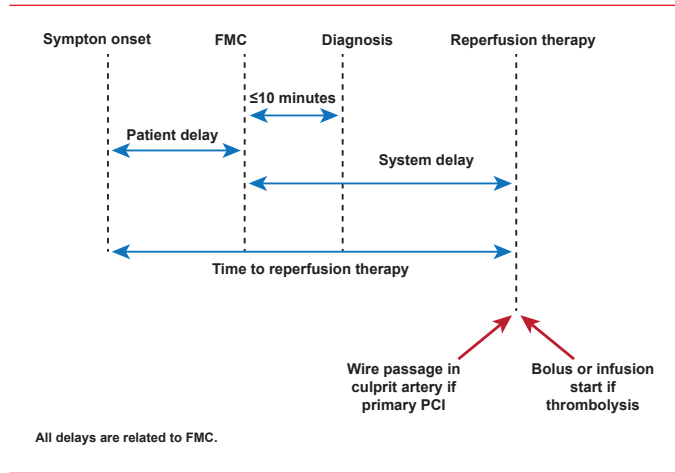 Sympton onset FMC Diagnosis Reperfusion therapy
≤10 minutes
Patient delay
System delay
Time to reperfusion therapy
Wire passage in
culprit artery if
primary PCI
Bolus or infusion
start if
thrombolysis
All delays are related to FMC.